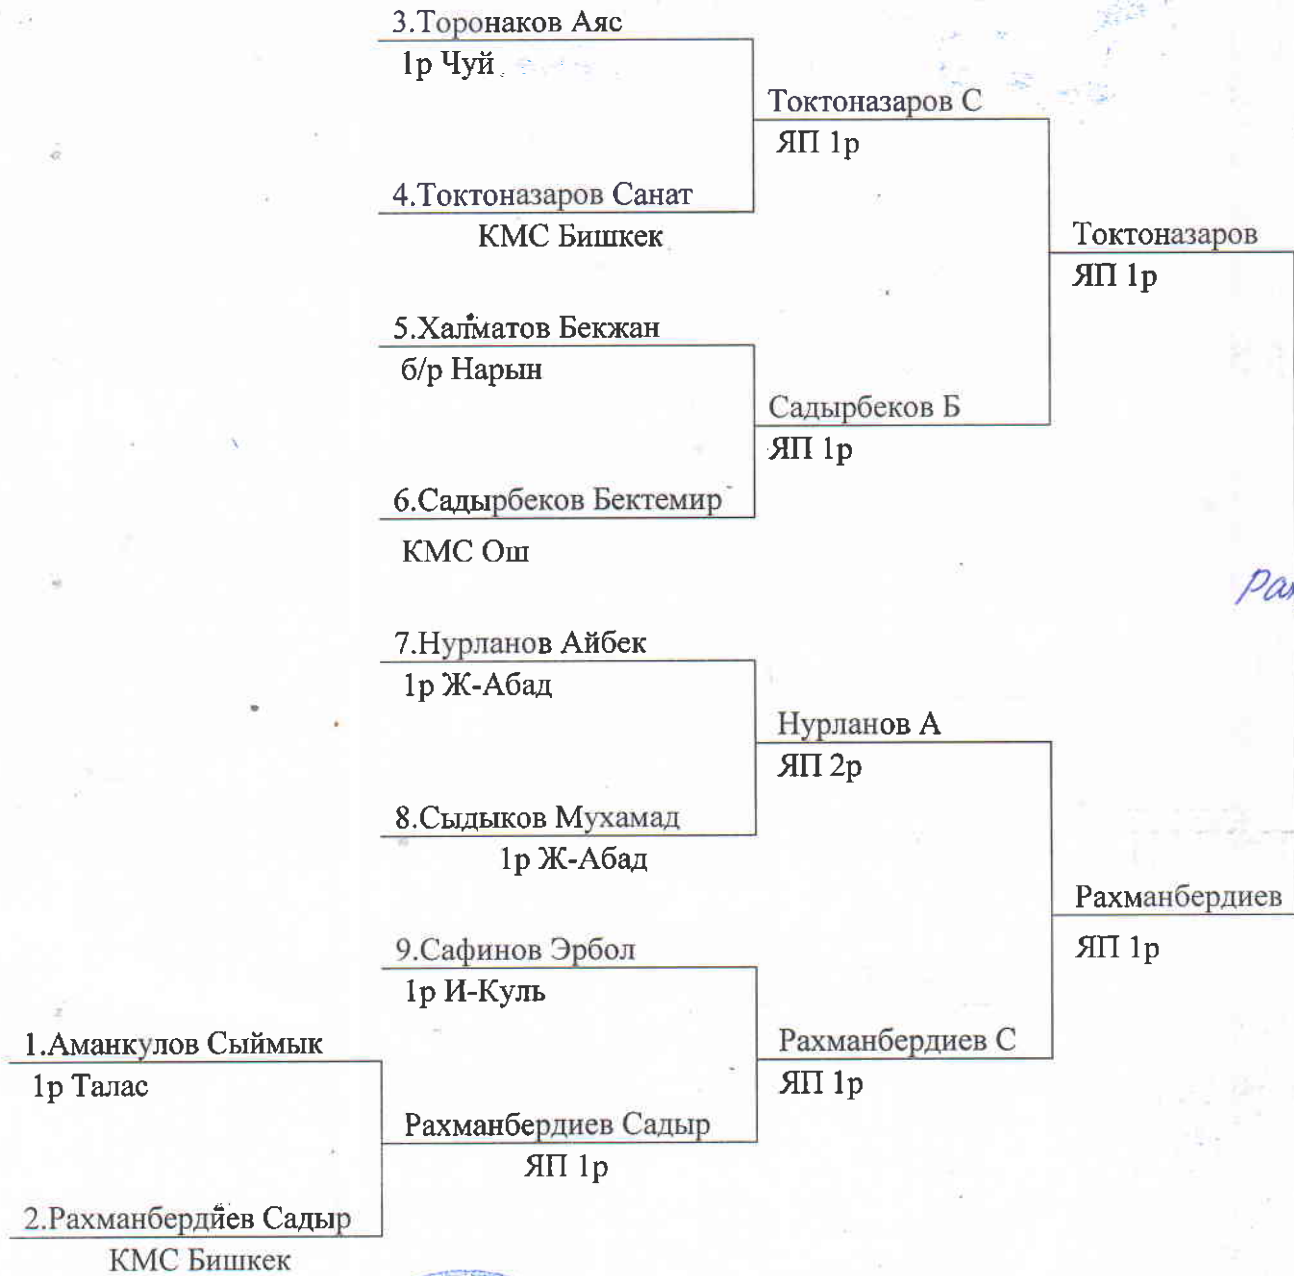 3.Торонаков Аяс
1р Чуй
Токтоназаров С
ЯП 1р
4.Токтоназаров Санат
КМС Бишкек
Токтоназаров
ЯП 1р
5.Халматов Бекжан
б/р Нарын
Садырбеков Б
ЯП 1р
6.Садырбеков Бектемир
КМС Ош
7.Нурланов Айбек
1р Ж-Абад
Нурланов А
ЯП 2р
8.Сыдыков Мухамад
1р Ж-Абад
Рахманбердиев
ЯП 1р
9.Сафинов Эрбол
1р И-Куль
1.Аманкулов Сыймык
1р Талас
Рахманбердиев С
ЯП 1р
Рахманбердиев Садыр
ЯП 1р
2.Рахманбердиев Садыр
КМС Бишкек